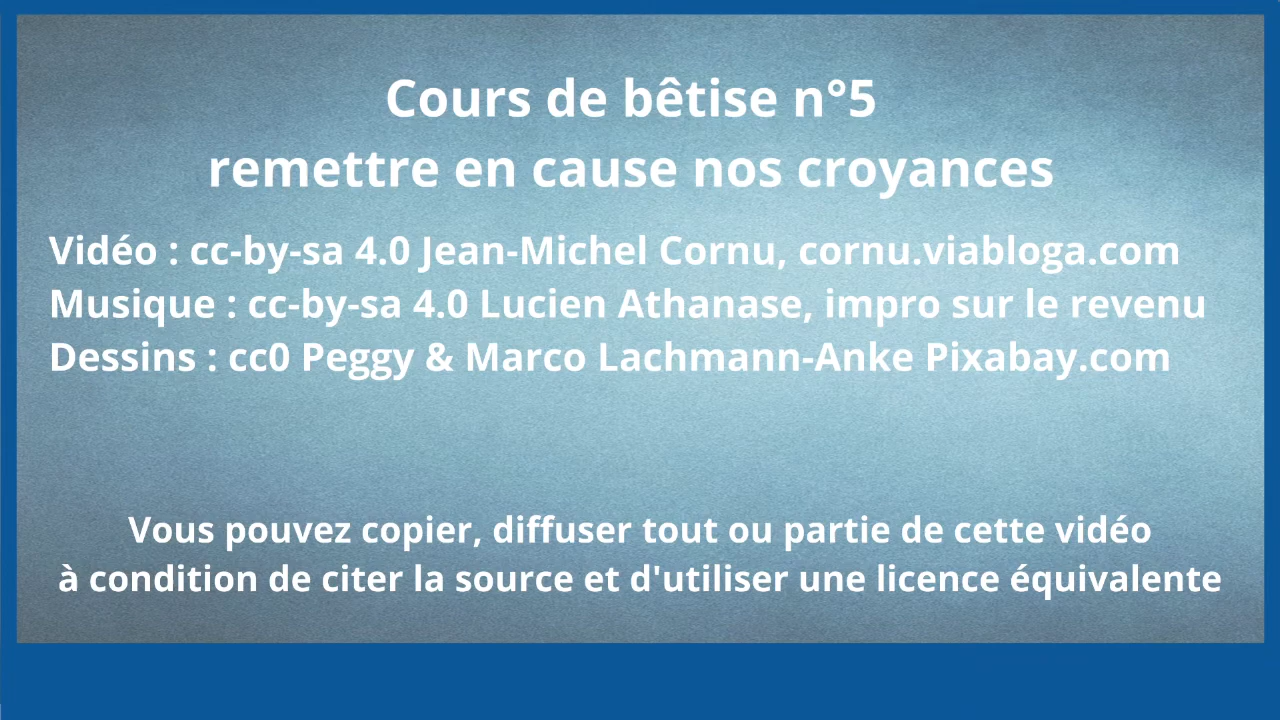 Cours de bêtise n°5
remettre en cause nos croyances
Vidéo : cc-by-sa 4.0 Jean-Michel Cornu, cornu.viabloga.com
Musique : cc-by-sa 4.0 Lucien Athanase, impro sur le revenu
Dessins : cc0 Peggy & Marco Lachmann-Anke Pixabay.com
Vous pouvez copier, diffuser tout ou partie de cette vidéo
à condition de citer la source et d'utiliser une licence équivalente